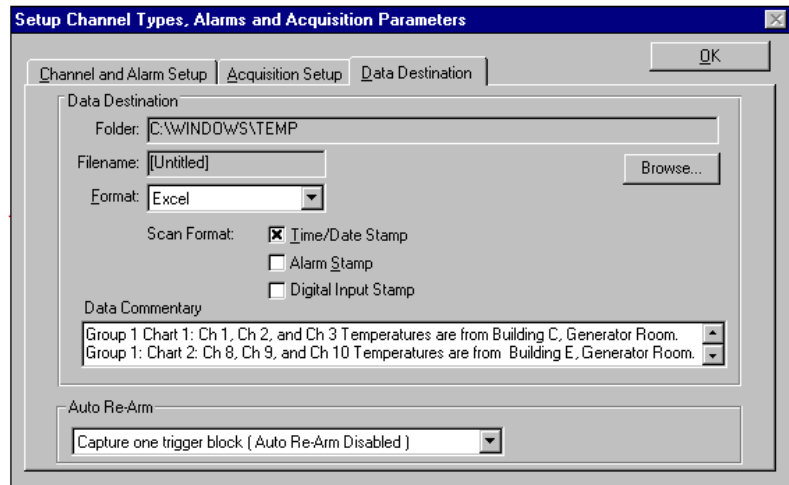 Setup Channel Types, Alarms and Acquisition Parameters
OK
Channel and Alarm Setup Acquisition Setup Data Destination
Data Destination
Folder: C:\WINDOWS\TEMP
Filename: [Untitled]
Browse...
Format: Excel
Scan Format: Time/Date Stamp
Alarm Stamp
Digital Input Stamp
Data Commentary
Group 1 Chart 1: Ch 1, Ch 2, and Ch 3 Temperatures are from Building C, Generator Room.
Group 1: Chart 2: Ch 8, Ch 9, and Ch 10 Temperatures are from Building E, Generator Room.
Auto Re-Arm
Capture one trigger block ( Auto Re-Arm Disabled )